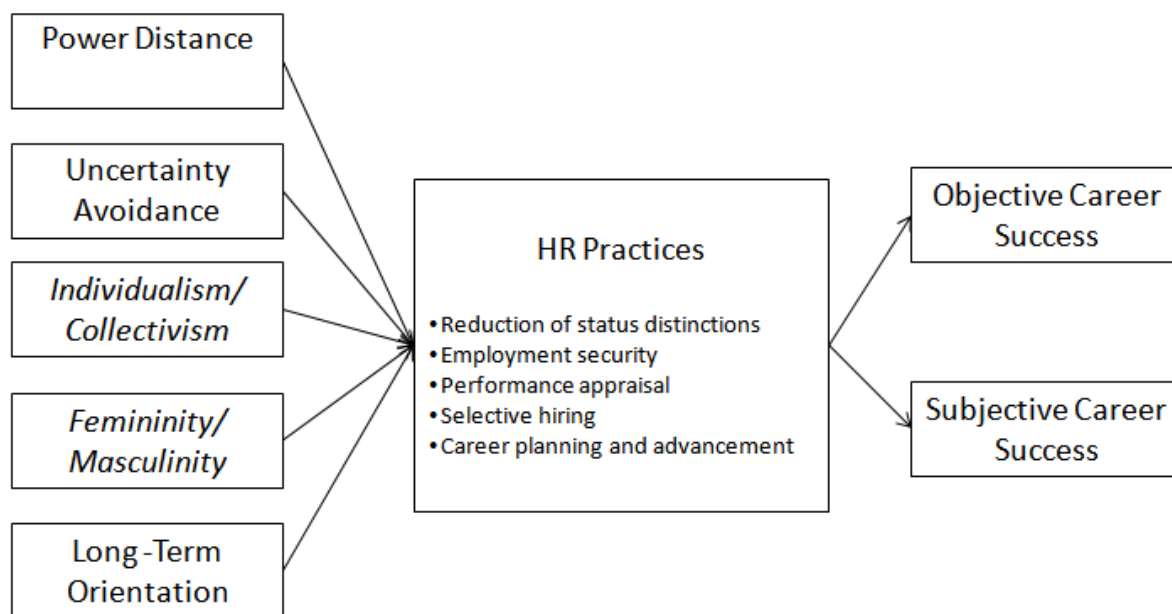 Power Distance
Uncertainty
Avoidance
Individualism/
Collectivism
Femininity/
Masculinity
Long -Term
Orientation
HR Practices
•Reduction of status distinctions
•Employment security
•Performance appraisal
•Selective hiring
•Career planning and advancement
Objective Career
Success
Subjective Career
Success